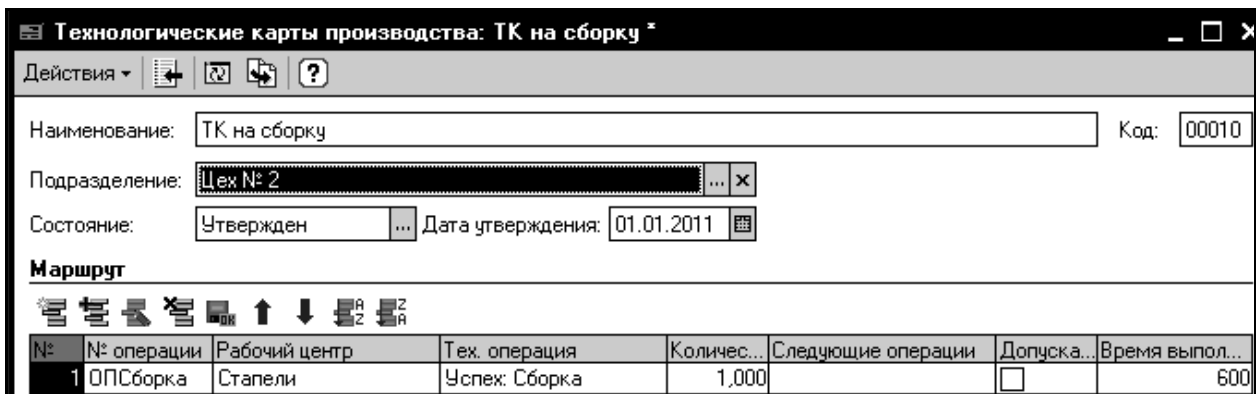 Технологические карты производства: ТК на сборку *
Действия
Наименование: ТК на сборку Код: 00010
Подразделение: Цех № 2 ... ×
Состояние: Утвержден ... Дата утверждения: 01.01.2011
Маршрут
№ № операции Рабочий центр Тех. операция Количес... Следующие операции Допуска... Время выпол...
1 ОПСборка Стапели Успех: Сборка 1,000 600